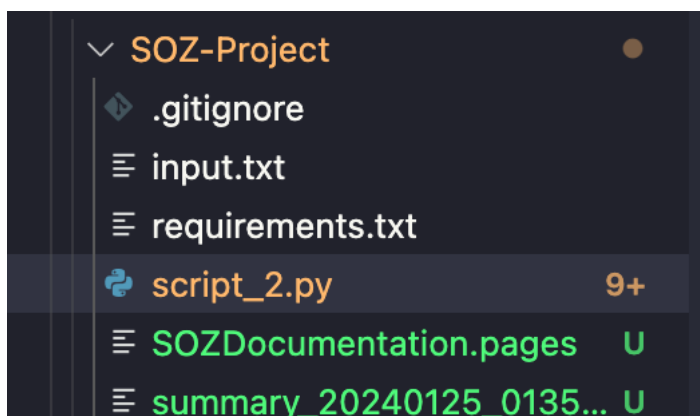 SOZ-Project
.gitignore
input.txt
requirements.txt
script_2.py 9+
SOZDocumentation.pages U
summary_20240125_0135... U